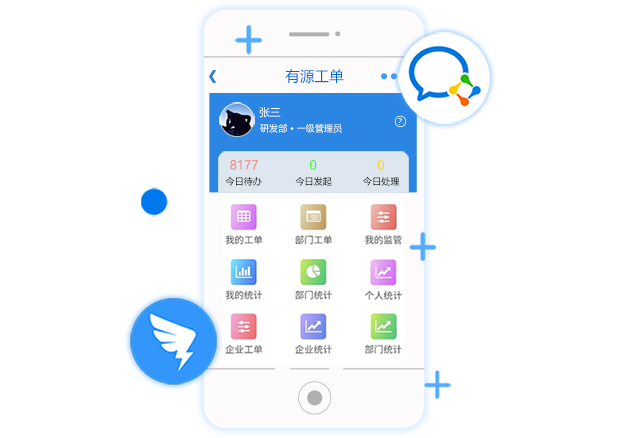 有源工单
张三
研发部·一级管理员
?
8177 0 0
今日待办 今日发起 今日处理
我的工单 部门工单 我的监管
我的统计 部门统计 个人统计
企业工单 企业统计 部门统计